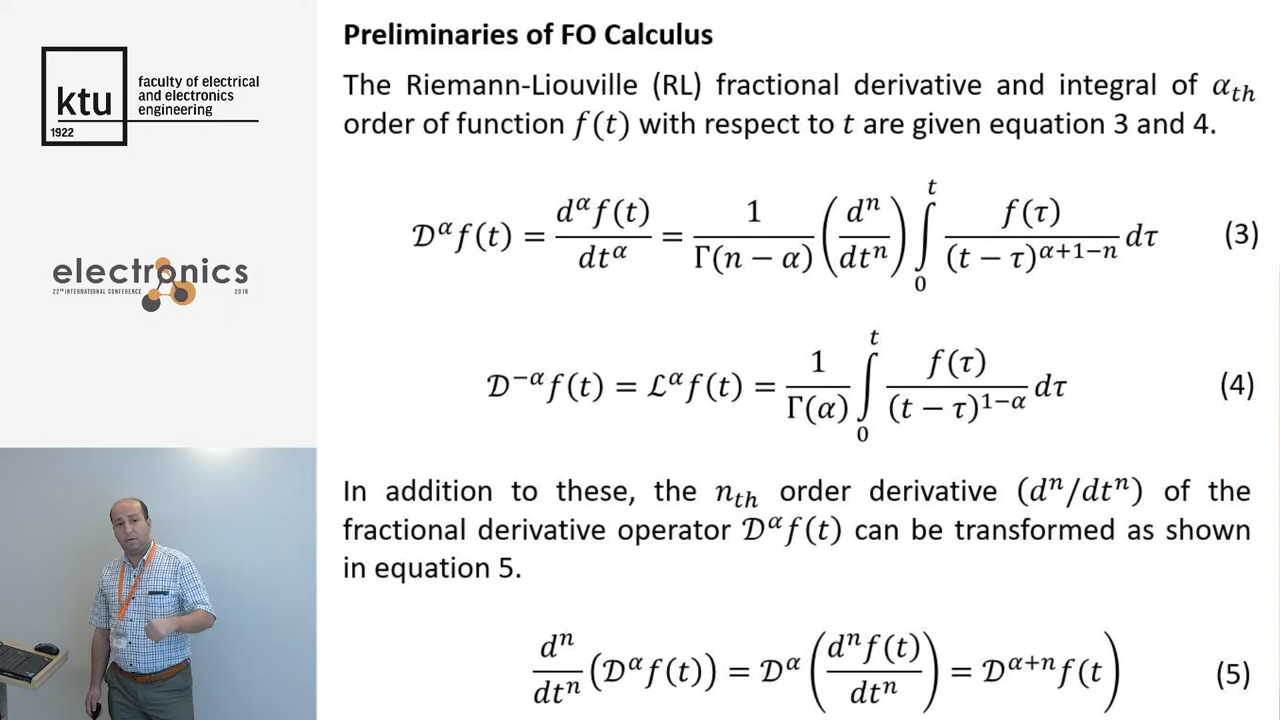 ktu
1922
faculty of electrical
and electronics
engineering
electronics
22ND INTERNATIONAL CONFERENCE 2018
Preliminaries of FO Calculus
The Riemann-Liouville (RL) fractional derivative and integral of α_th
order of function f(t) with respect to t are given equation 3 and 4.
𝒟^α f(t) = d^α f(t)/dt^α = 1/Γ(n − α) (d^n/dt^n) ∫_0^t f(τ)/(t − τ)^(α+1−n) dτ (3)
𝒟^−α f(t) = ℒ^α f(t) = 1/Γ(α) ∫_0^t f(τ)/(t − τ)^(1−α) dτ (4)
In addition to these, the n_th order derivative (d^n/dt^n) of the
fractional derivative operator 𝒟^α f(t) can be transformed as shown
in equation 5.
d^n/dt^n (𝒟^α f(t)) = 𝒟^α (d^n f(t)/dt^n) = 𝒟^(α+n) f(t) (5)